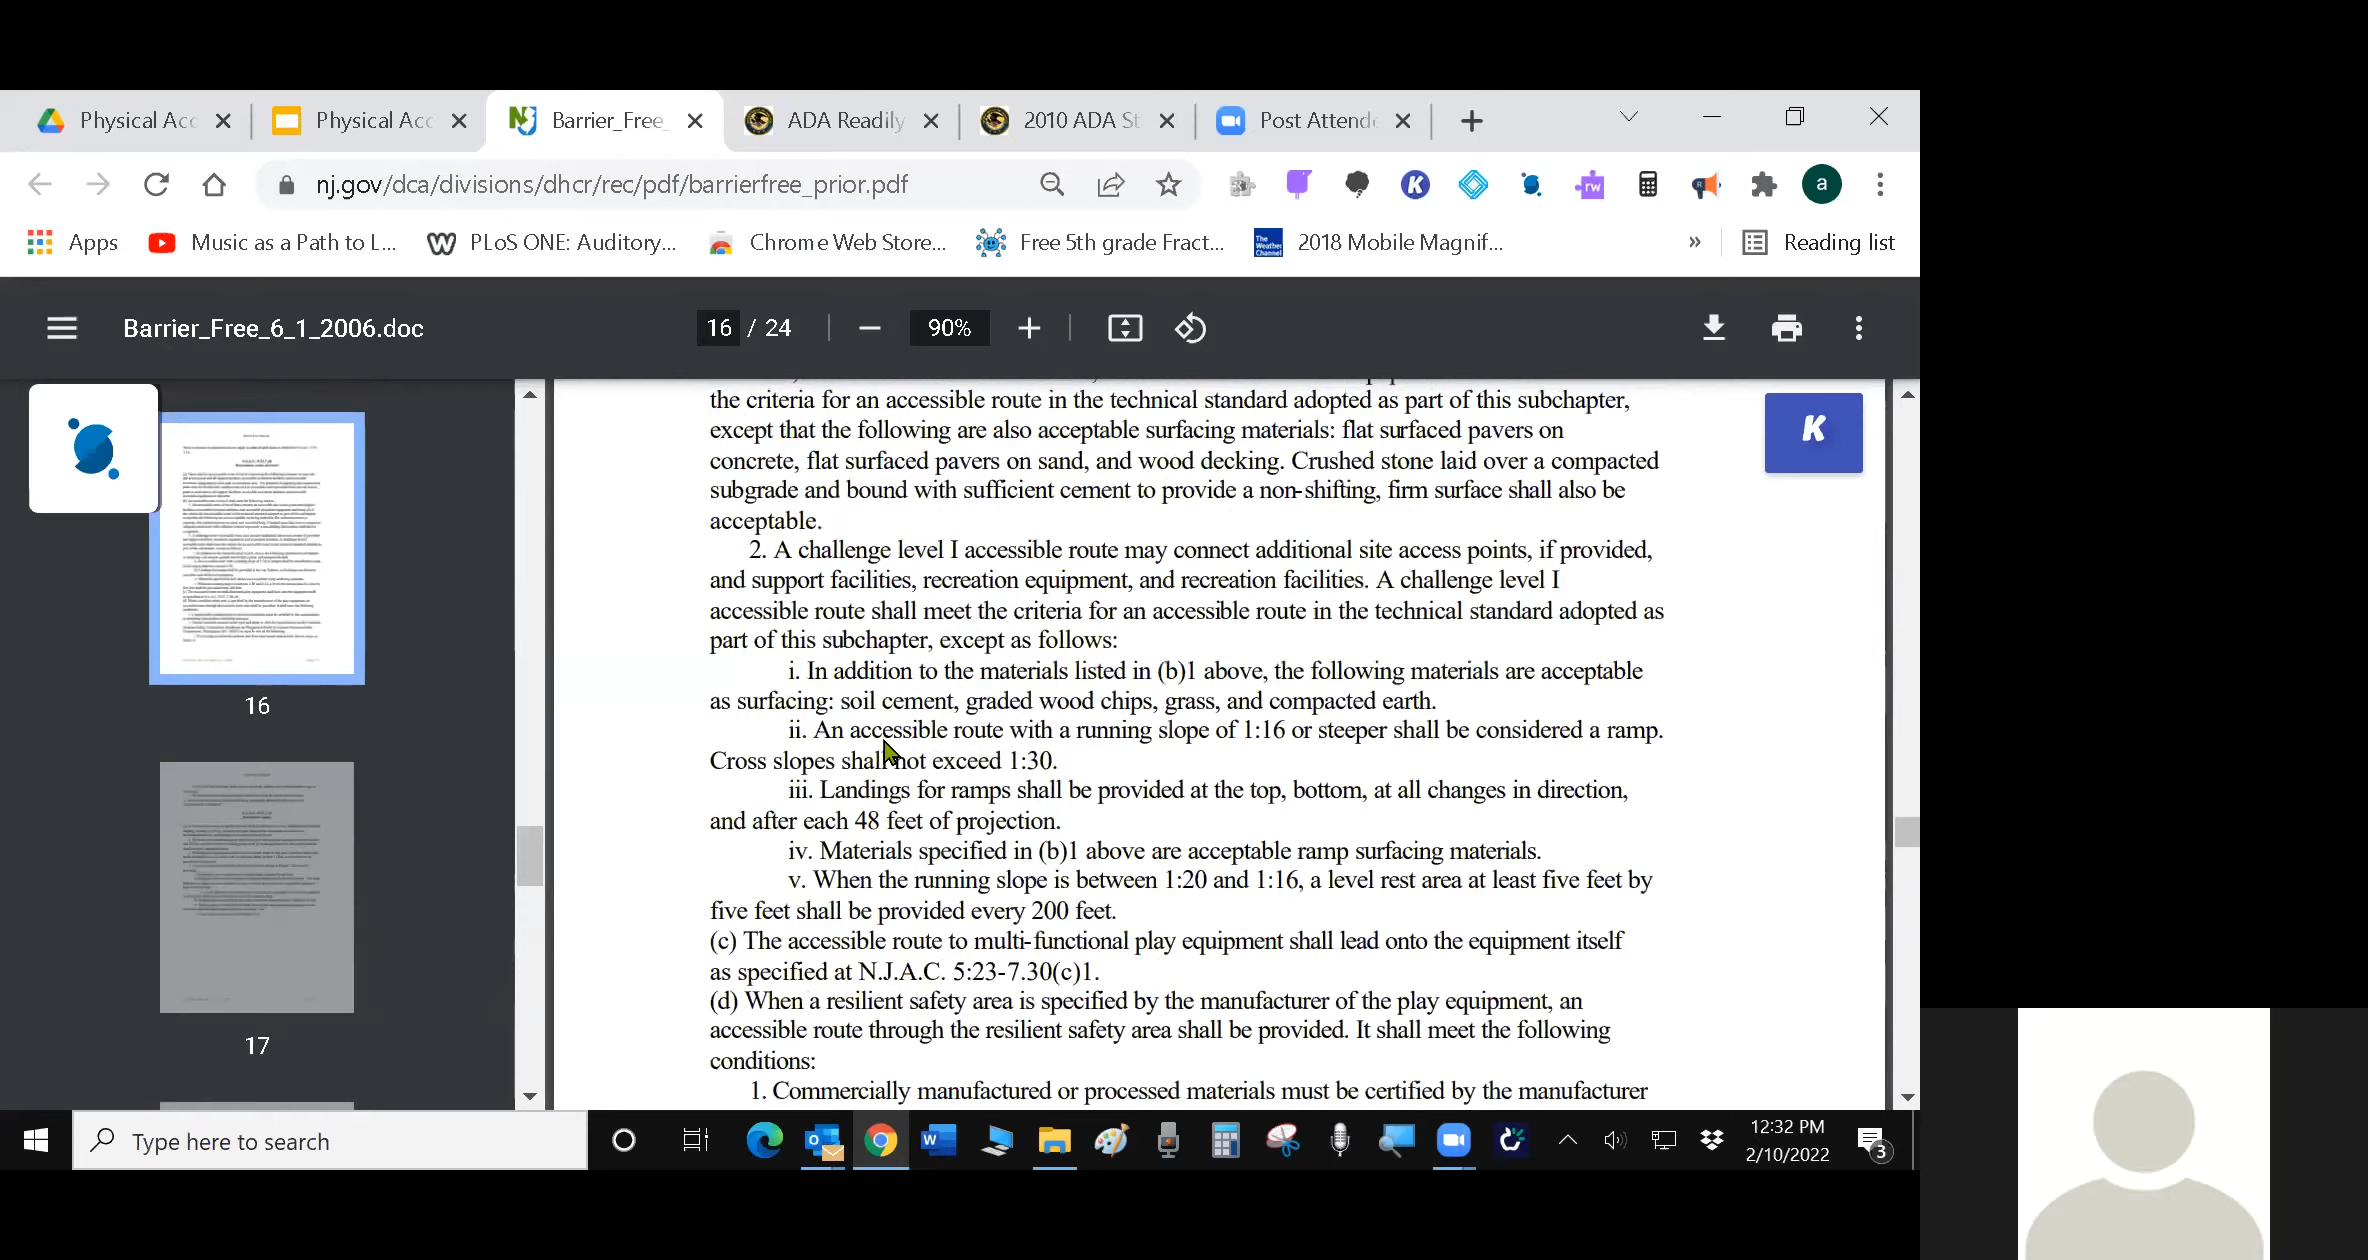 Physical Acc
Physical Acc
Barrier_Free_
ADA Readily
2010 ADA St
Post Attende
nj.gov/dca/divisions/dhcr/rec/pdf/barrierfree_prior.pdf
K
rw
R
a
Apps
Music as a Path to L...
W
PLoS ONE: Auditory...
Chrome Web Store...
Free 5th grade Fract...
The Weather Channel
2018 Mobile Magnif...
»
Reading list
Barrier_Free_6_1_2006.doc
16 / 24
90%
the criteria for an accessible route in the technical standard adopted as part of this subchapter,
except that the following are also acceptable surfacing materials: flat surfaced pavers on
concrete, flat surfaced pavers on sand, and wood decking. Crushed stone laid over a compacted
subgrade and bound with sufficient cement to provide a non-shifting, firm surface shall also be
acceptable.
2. A challenge level I accessible route may connect additional site access points, if provided,
and support facilities, recreation equipment, and recreation facilities. A challenge level I
accessible route shall meet the criteria for an accessible route in the technical standard adopted as
part of this subchapter, except as follows:
i. In addition to the materials listed in (b)1 above, the following materials are acceptable
as surfacing: soil cement, graded wood chips, grass, and compacted earth.
ii. An accessible route with a running slope of 1:16 or steeper shall be considered a ramp.
Cross slopes shall not exceed 1:30.
iii. Landings for ramps shall be provided at the top, bottom, at all changes in direction,
and after each 48 feet of projection.
iv. Materials specified in (b)1 above are acceptable ramp surfacing materials.
v. When the running slope is between 1:20 and 1:16, a level rest area at least five feet by
five feet shall be provided every 200 feet.
(c) The accessible route to multi-functional play equipment shall lead onto the equipment itself
as specified at N.J.A.C. 5:23-7.30(c)1.
(d) When a resilient safety area is specified by the manufacturer of the play equipment, an
accessible route through the resilient safety area shall be provided. It shall meet the following
conditions:
1. Commercially manufactured or processed materials must be certified by the manufacturer
K
16
17
Type here to search
12:32 PM
2/10/2022
3